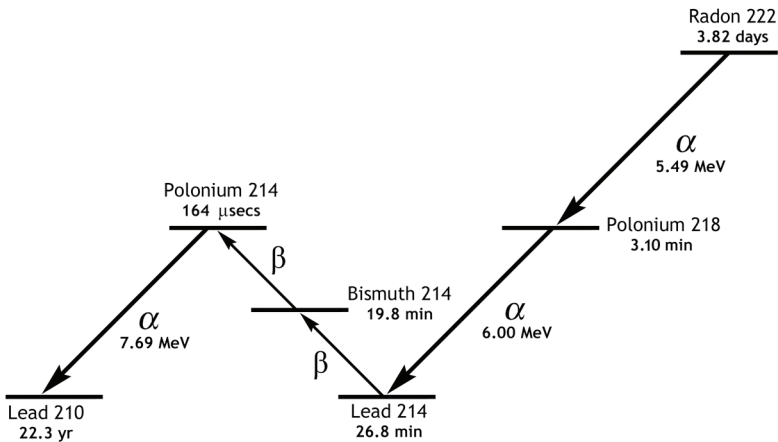 Radon 222
3.82 days
α
5.49 MeV
Polonium 214
164 μsecs
Polonium 218
3.10 min
β
Bismuth 214
19.8 min
α
7.69 MeV
α
6.00 MeV
β
Lead 210
22.3 yr
Lead 214
26.8 min